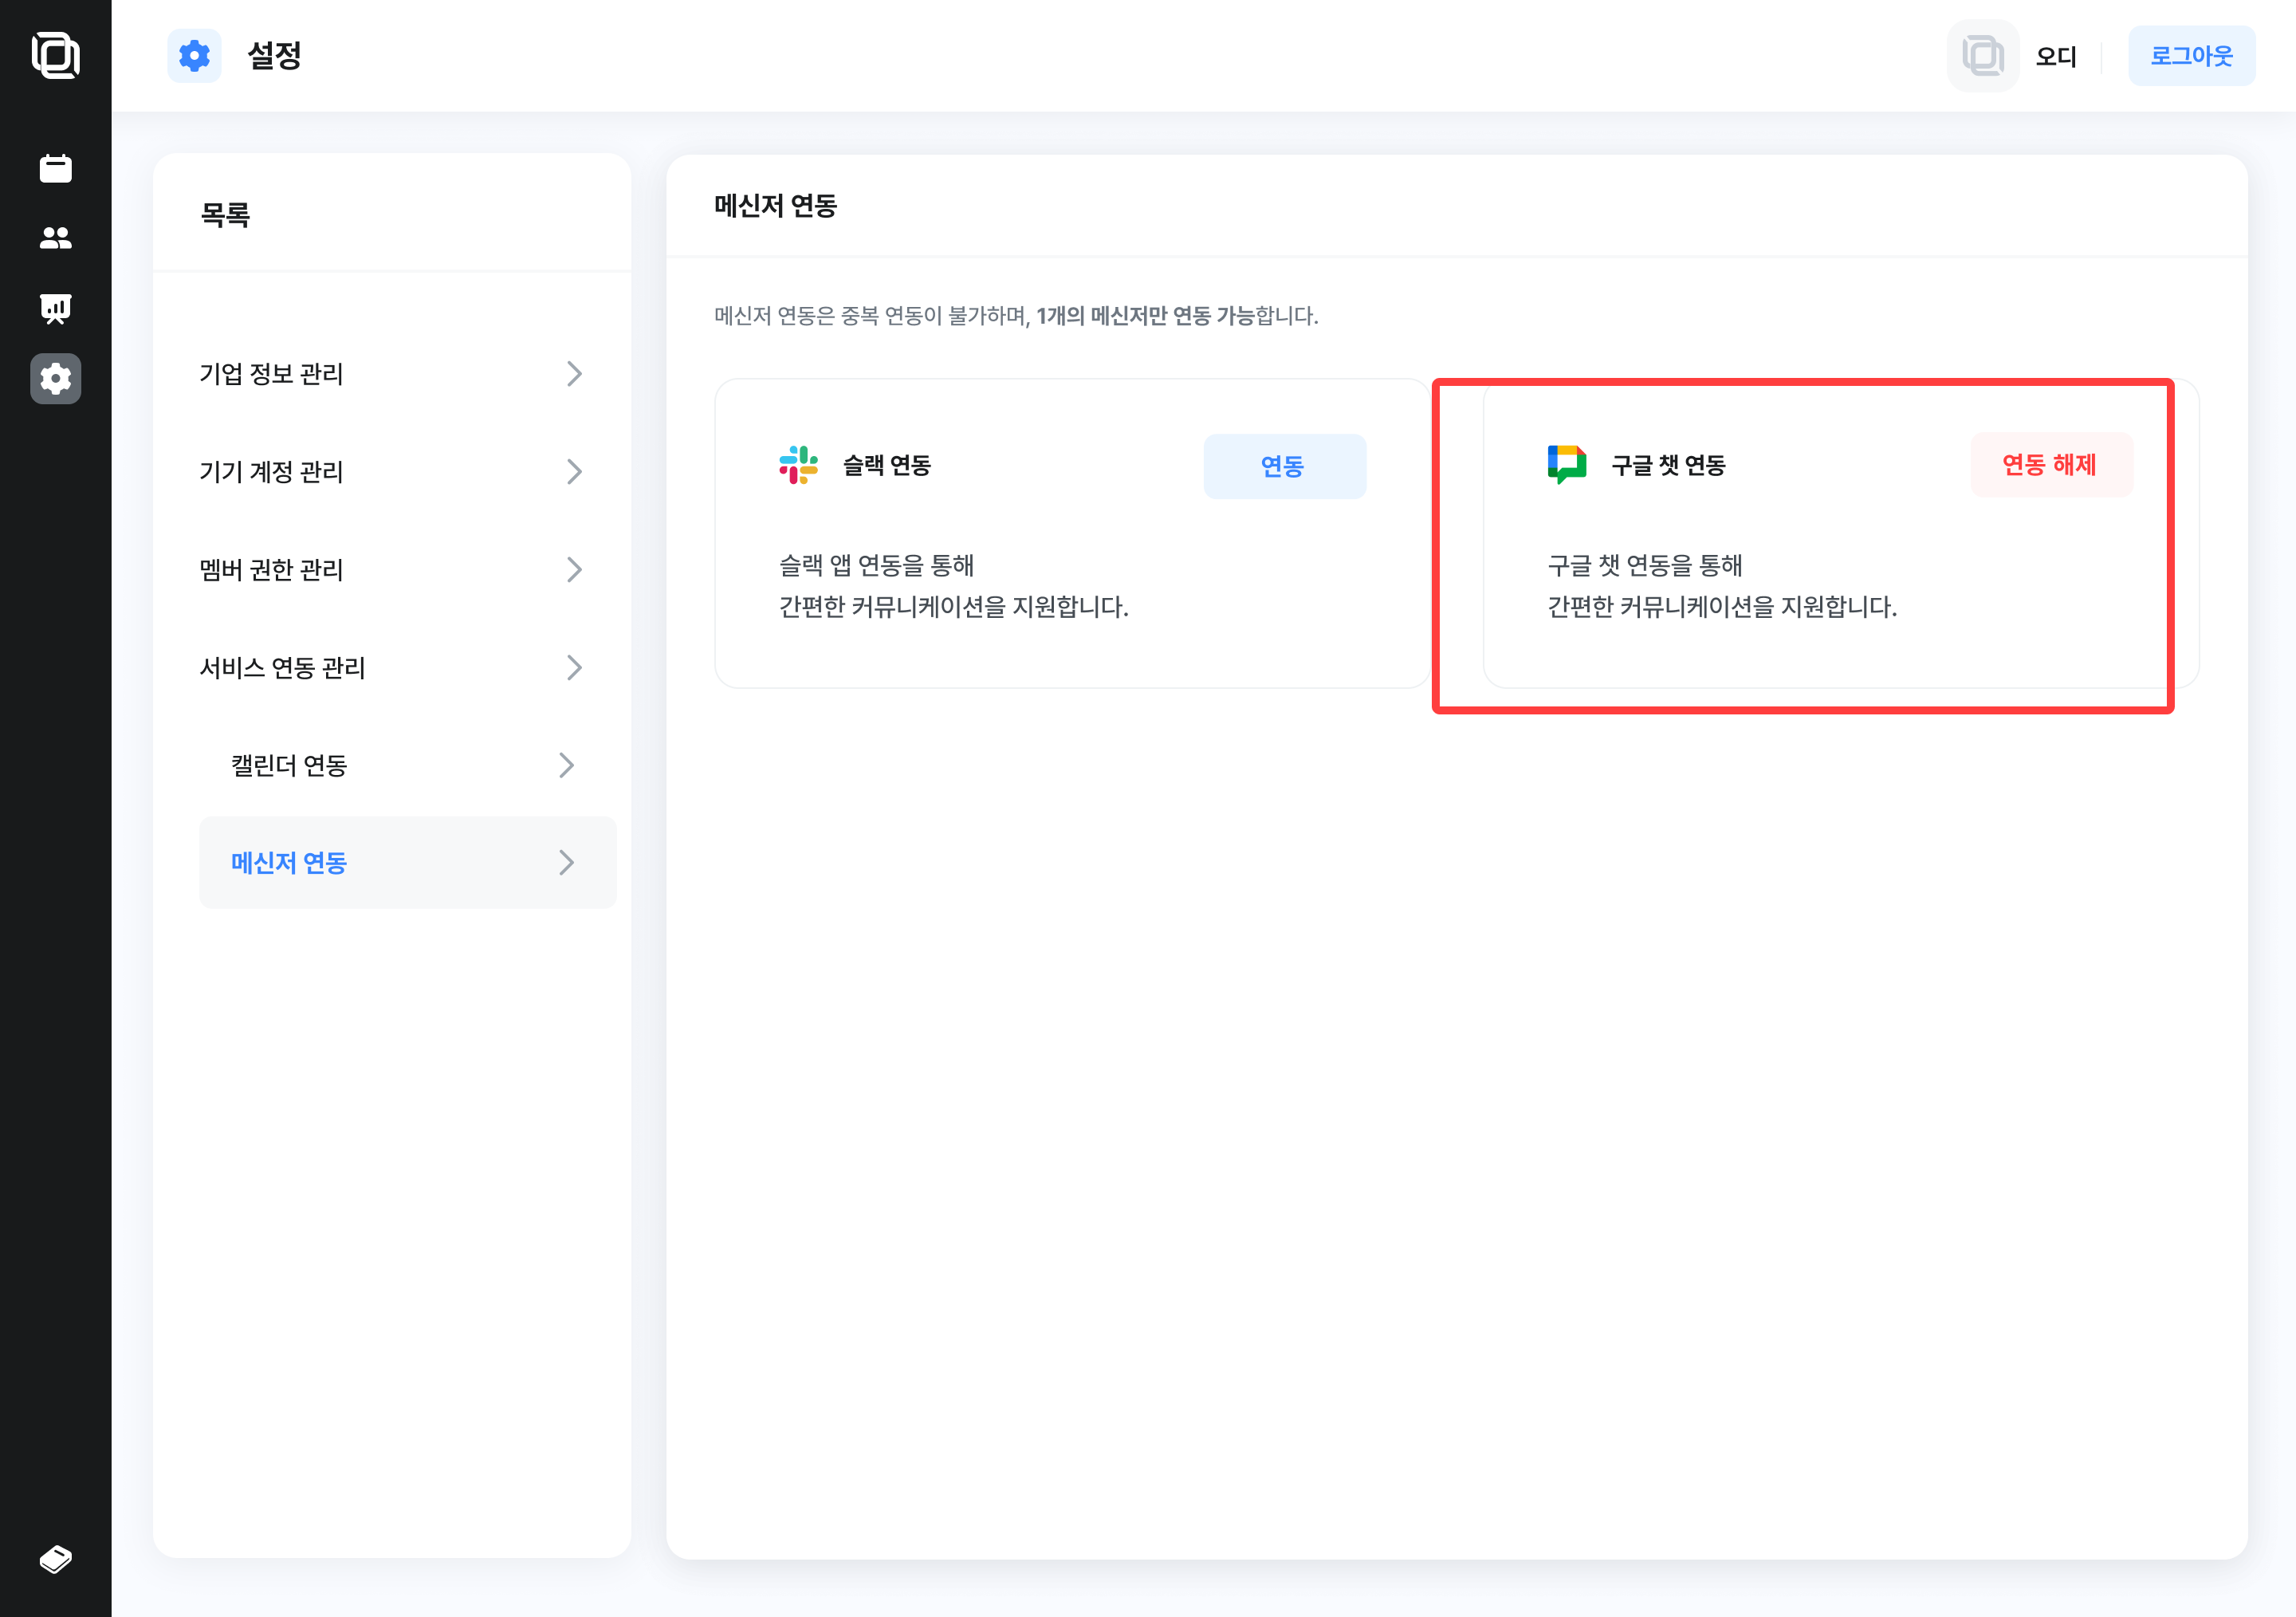 설정
오디
로그아웃
목록
기업 정보 관리
기기 계정 관리
멤버 권한 관리
서비스 연동 관리
캘린더 연동
메신저 연동
메신저 연동
메신저 연동은 중복 연동이 불가하며, 1개의 메신저만 연동 가능합니다.
슬랙 연동
연동
슬랙 앱 연동을 통해
간편한 커뮤니케이션을 지원합니다.
구글 챗 연동
연동 해제
구글 챗 연동을 통해
간편한 커뮤니케이션을 지원합니다.